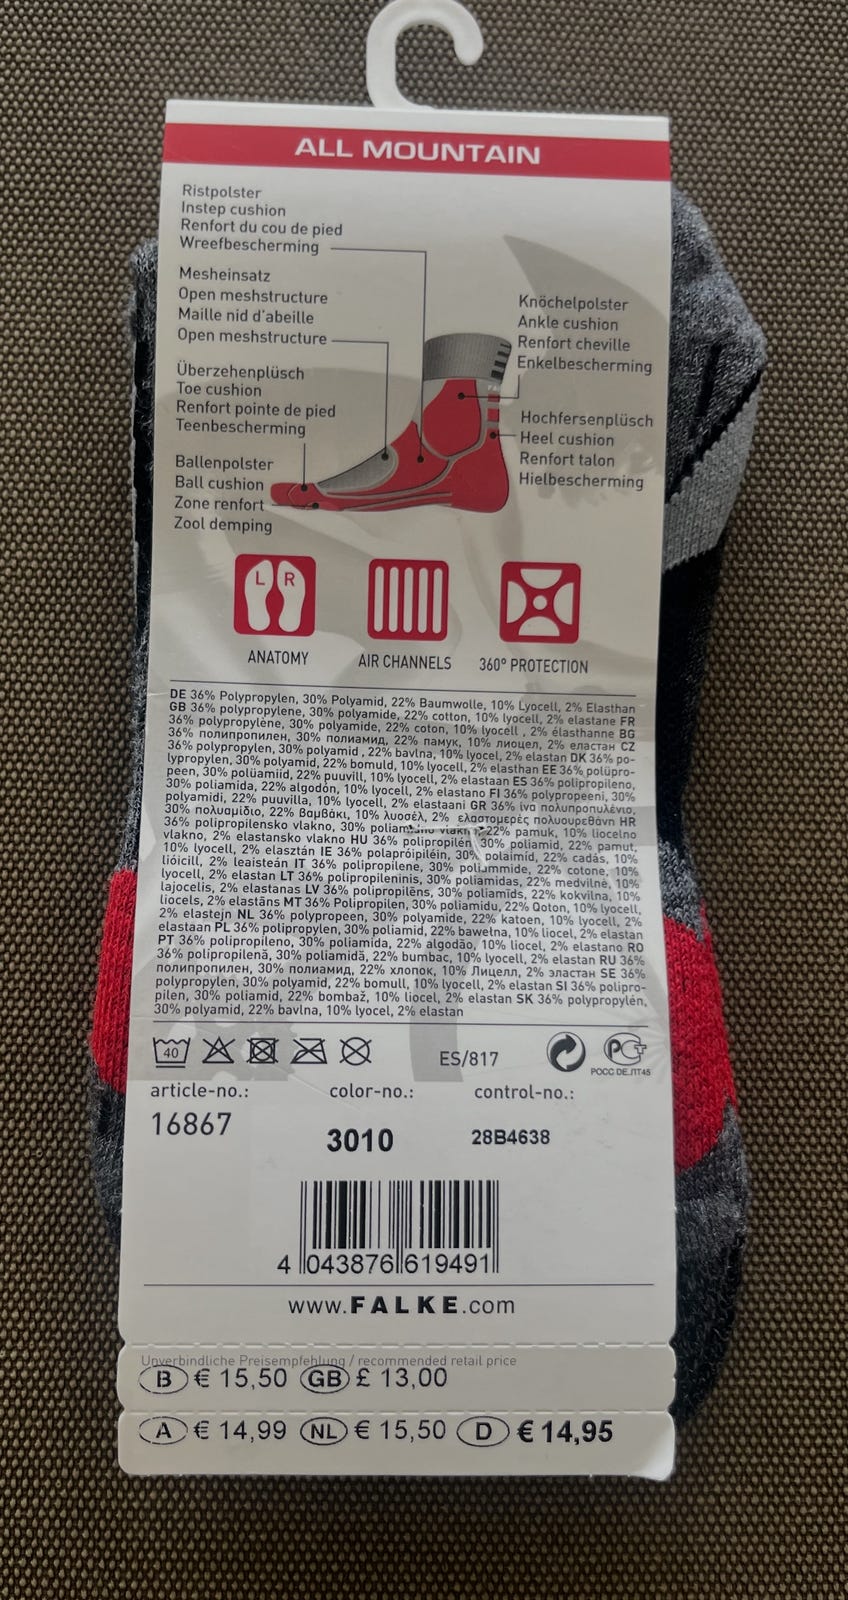 ALL MOUNTAIN
Ristpolster
Instep cushion
Renfort du cou de pied
Wreefbescherming
Mesheinsatz
Open meshstructure
Maille nid d'abeille
Open meshstructure
Überzehenplüsch
Toe cushion
Renfort pointe de pied
Teenbescherming
Ballenpolster
Ball cushion
Zone renfort
Zool demping
Knöchelpolster
Ankle cushion
Renfort cheville
Enkelbescherming
Hochfersenplüsch
Heel cushion
Renfort talon
Hielbescherming
L R
ANATOMY
AIR CHANNELS
360° PROTECTION
DE 36% Polypropylen, 30% Polyamid, 22% Baumwolle, 10% Lyocell, 2% Elasthan
GB 36% polypropylene, 30% polyamide, 22% cotton, 10% lyocell, 2% elastane FR
36% polypropylène, 30% polyamide, 22% coton, 10% lyocell , 2% élasthanne BG
36% полипропилен, 30% полиамид, 22% памук, 10% лиоцел, 2% еластан CZ
36% polypropylen, 30% polyamid , 22% bavlna, 10% lyocel, 2% elastan DK 36% po-
lypropylen, 30% polyamid, 22% bomuld, 10% lyocell, 2% elasthan EE 36% polüpro-
peen, 30% polüamiid, 22% puuvill, 10% lyocell, 2% elastaan ES 36% polipropileno,
30% poliamida, 22% algodón, 10% lyocell, 2% elastano FI 36% polypropeeni, 30%
polyamidi, 22% puuvilla, 10% lyocell, 2% elastaani GR 36% ίνα πολυπροπυλένιο,
30% πολυαμίδιο, 22% βαμβάκι, 10% λυοσέλ, 2% ελαστομερές πολυουρεθάνη HR
36% polipropilensko vlakno, 30% vlakno, 22% pamuk, 10% liocelno
vlakno, 2% elastansko vlakno HU 36% polipropilén, 30% poliamid, 22% pamut,
10% lyocell, 2% elasztán IE 36% polapróipiléin, 30% polaimíd, 22% cadás, 10%
lióicill, 2% leaisteán IT 36% polipropilene, 30% poliammide, 22% cotone, 10%
lyocell, 2% elastan LT 36% polipropileninis, 30% poliamidas, 22% medvilnė, 10%
lajocelis, 2% elastanas LV 36% polipropilēns, 30% poliamīds, 22% kokvilna, 10%
liocels, 2% elastāns MT 36% Polipropilen, 30% poliamidu, 22% Qoton, 10% lyocell,
2% elastejn NL 36% polypropeen, 30% polyamide, 22% katoen, 10% lyocell, 2%
elastaan PL 36% polipropylen, 30% poliamid, 22% bawełna, 10% liocel, 2% elastan
PT 36% polipropileno, 30% poliamida, 22% algodão, 10% liocel, 2% elastano RO
36% polipropilenă, 30% poliamidă, 22% bumbac, 10% lyocell, 2% elastan RU 36%
полипропилен, 30% полиамид, 22% хлопок, 10% Лицелл, 2% эластан SE 36%
polypropylen, 30% polyamid, 22% bomull, 10% lyocell, 2% elastan SI 36% polipro-
pilen, 30% poliamid, 22% bombaž, 10% liocel, 2% elastan SK 36% polypropylén,
30% polyamid, 22% bavlna, 10% lyocel, 2% elastan
40
ES/817
РОСС DE.ЛТ45
article-no.: color-no.: control-no.:
16867 3010 28B4638
4 043876 619491
www.FALKE.com
Unverbindliche Preisempfehlung / recommended retail price
B € 15,50 GB £ 13,00
A € 14,99 NL € 15,50 D € 14,95